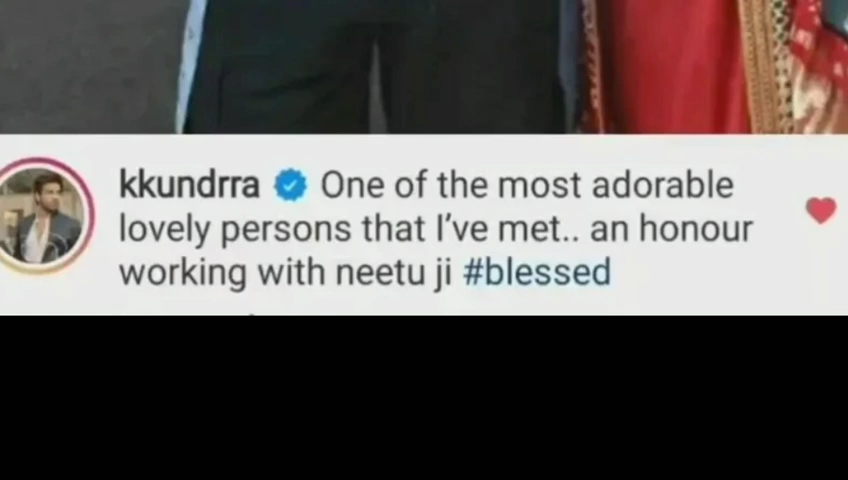 kkundrra One of the most adorable
lovely persons that I've met.. an honour
working with neetu ji #blessed